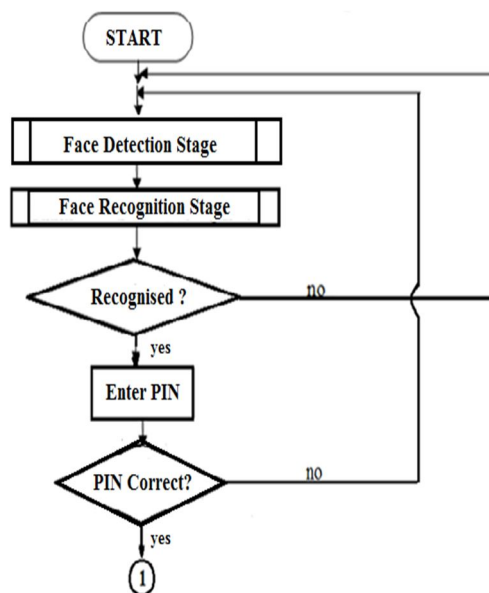 START
Face Detection Stage
Face Recognition Stage
Recognised ?
no
yes
Enter PIN
PIN Correct?
no
yes
1